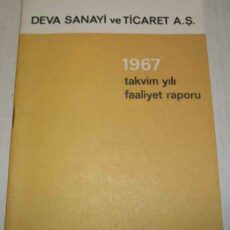 DEVA SANAYİ ve TİCARET A.Ş.
1967
takvim yılı
faaliyet raporu